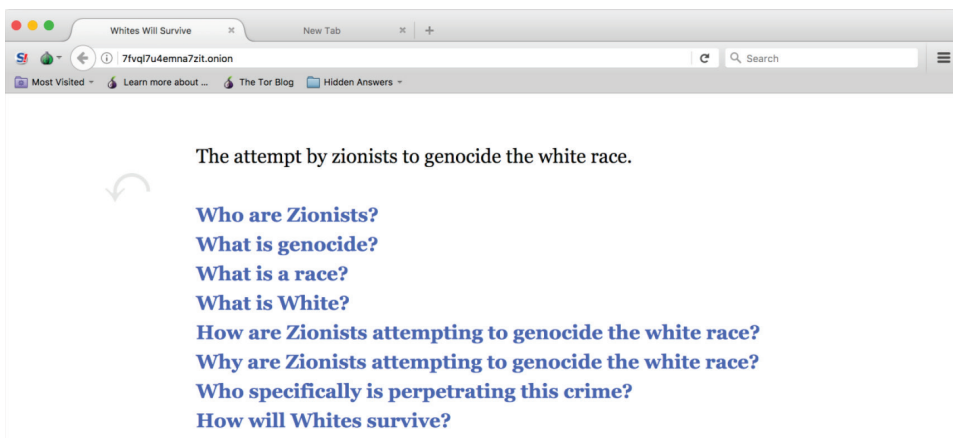 Whites Will Survive
New Tab
7fvql7u4emna7zit.onion
Search
Most Visited
Learn more about ...
The Tor Blog
Hidden Answers
The attempt by zionists to genocide the white race.
Who are Zionists?
What is genocide?
What is a race?
What is White?
How are Zionists attempting to genocide the white race?
Why are Zionists attempting to genocide the white race?
Who specifically is perpetrating this crime?
How will Whites survive?